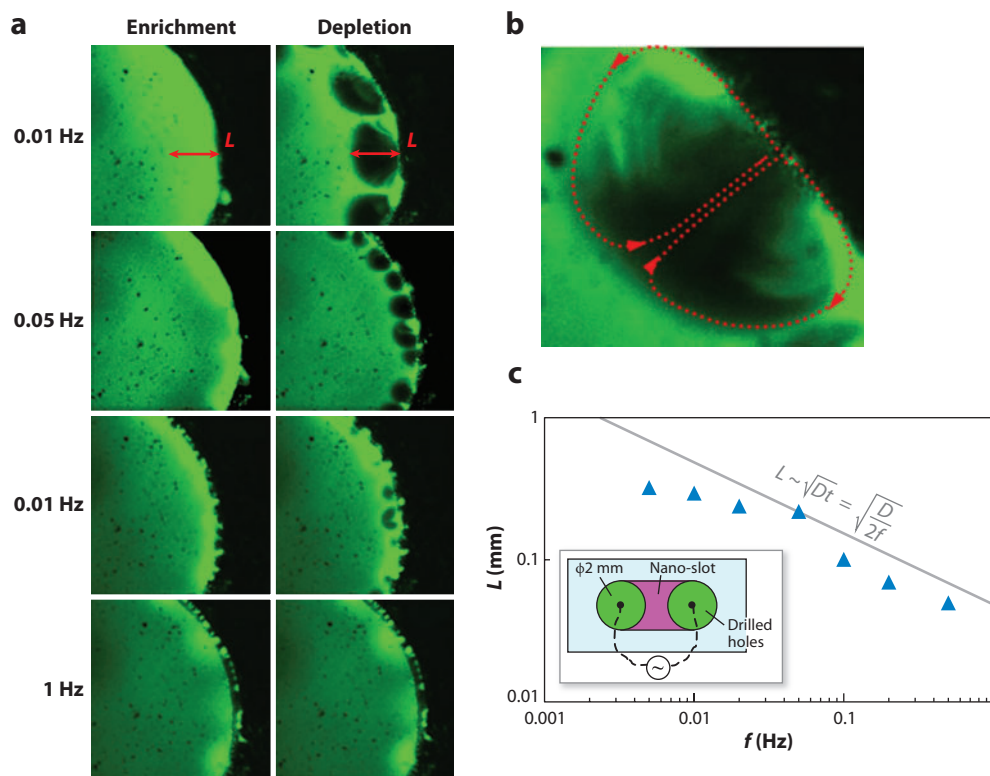 a
Enrichment
Depletion
0.01 Hz
L
L
0.05 Hz
0.01 Hz
1 Hz
b
c
1
0.1
0.01
L (mm)
L ~ √Dt = √D/2f
ϕ2 mm
Nano-slot
Drilled
holes
~
0.001
0.01
0.1
f (Hz)